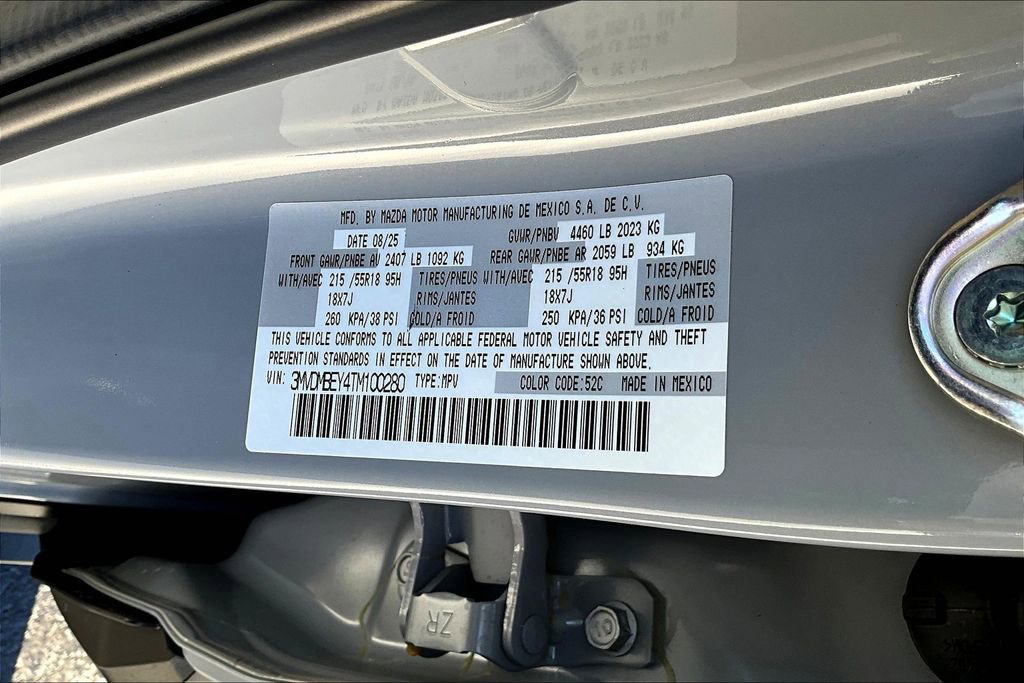 MFD. BY MAZDA MOTOR MANUFACTURING DE MEXICO S.A. DE C.V.
DATE 08/25 GVWR/PNBV 4460 LB 2023 KG
FRONT GAWR/PNBE AV 2407 LB 1092 KG REAR GAWR/PNBE AR 2059 LB 934 KG
WITH/AVEC 215 /55R18 95H TIRES/PNEUS WITH/AVEC 215 /55R18 95H TIRES/PNEUS
18X7J RIMS/JANTES 18X7J RIMS/JANTES
260 KPA/38 PSI COLD/A FROID 250 KPA/36 PSI COLD/A FROID
THIS VEHICLE CONFORMS TO ALL APPLICABLE FEDERAL MOTOR VEHICLE SAFETY AND THEFT
PREVENTION STANDARDS IN EFFECT ON THE DATE OF MANUFACTURE SHOWN ABOVE.
VIN: 3MVDMBEY4TM100280 TYPE:MPV COLOR CODE:52C MADE IN MEXICO
ZR